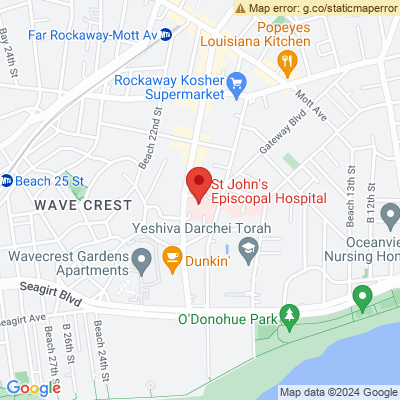 Map error: g.co/staticmaperror
Popeyes
Louisiana Kitchen
Far Rockaway-Mott Av
Bay 24th St
Rockaway Kosher
Supermarket
Mott Ave
Beach 22nd St
Gateway Blvd
Beach 25 St
St John's
Episcopal Hospital
Beach 13th St
B 12th St
WAVE CREST
Yeshiva Darchei Torah
Oceanview
Nursing Hom
Wavecrest Gardens
Apartments
Dunkin'
Seagirt Blvd
Seagirt Ave
O'Donohue Park
B 26th St
Beach 24th St
Beach 27th St
Google
Map data ©2024 Google